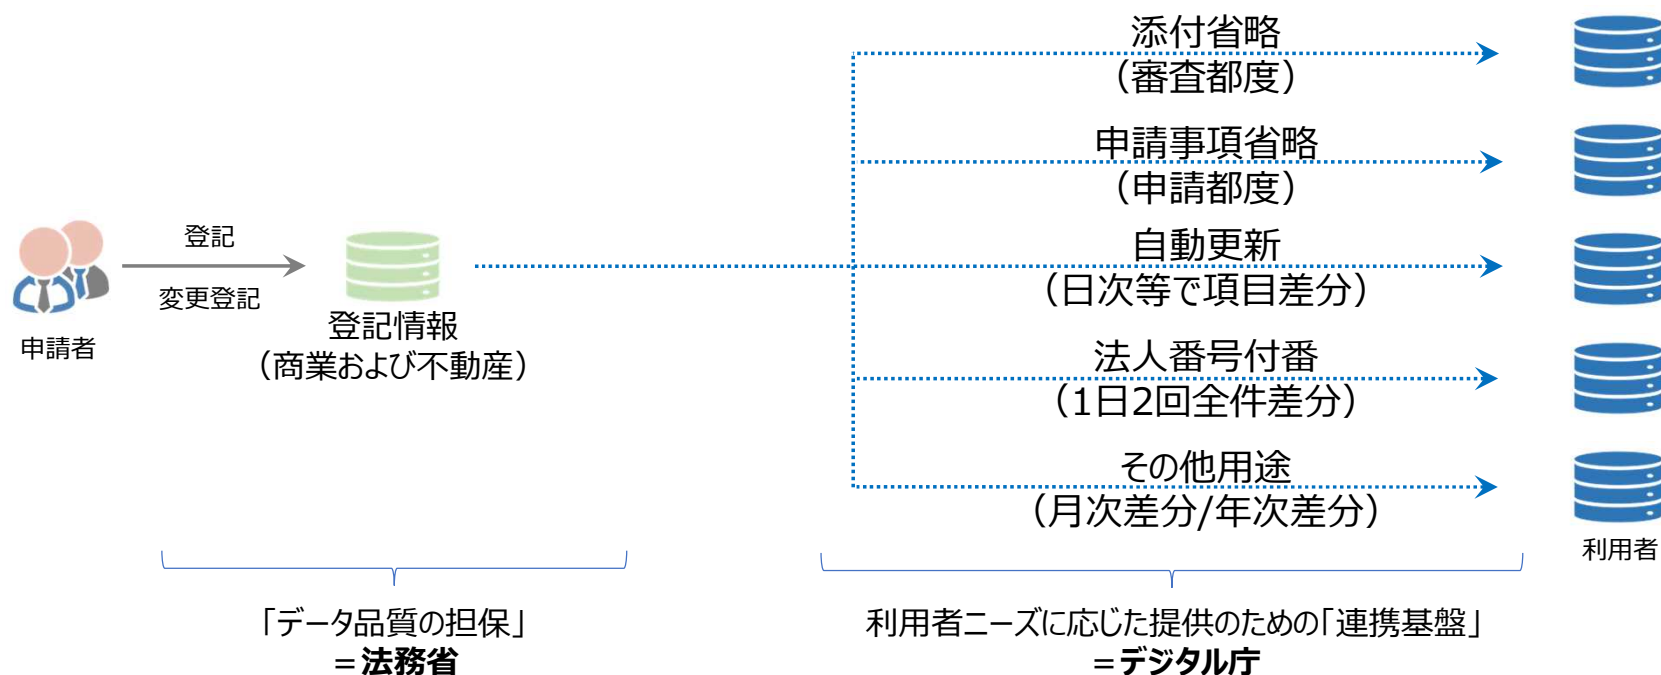 添付省略
（審査都度）
申請事項省略
（申請都度）
自動更新
（日次等で項目差分）
法人番号付番
（1日2回全件差分）
その他用途
（月次差分/年次差分）
登記
変更登記
申請者
登記情報
（商業および不動産）
利用者
「データ品質の担保」
＝法務省
利用者ニーズに応じた提供のための「連携基盤」
＝デジタル庁